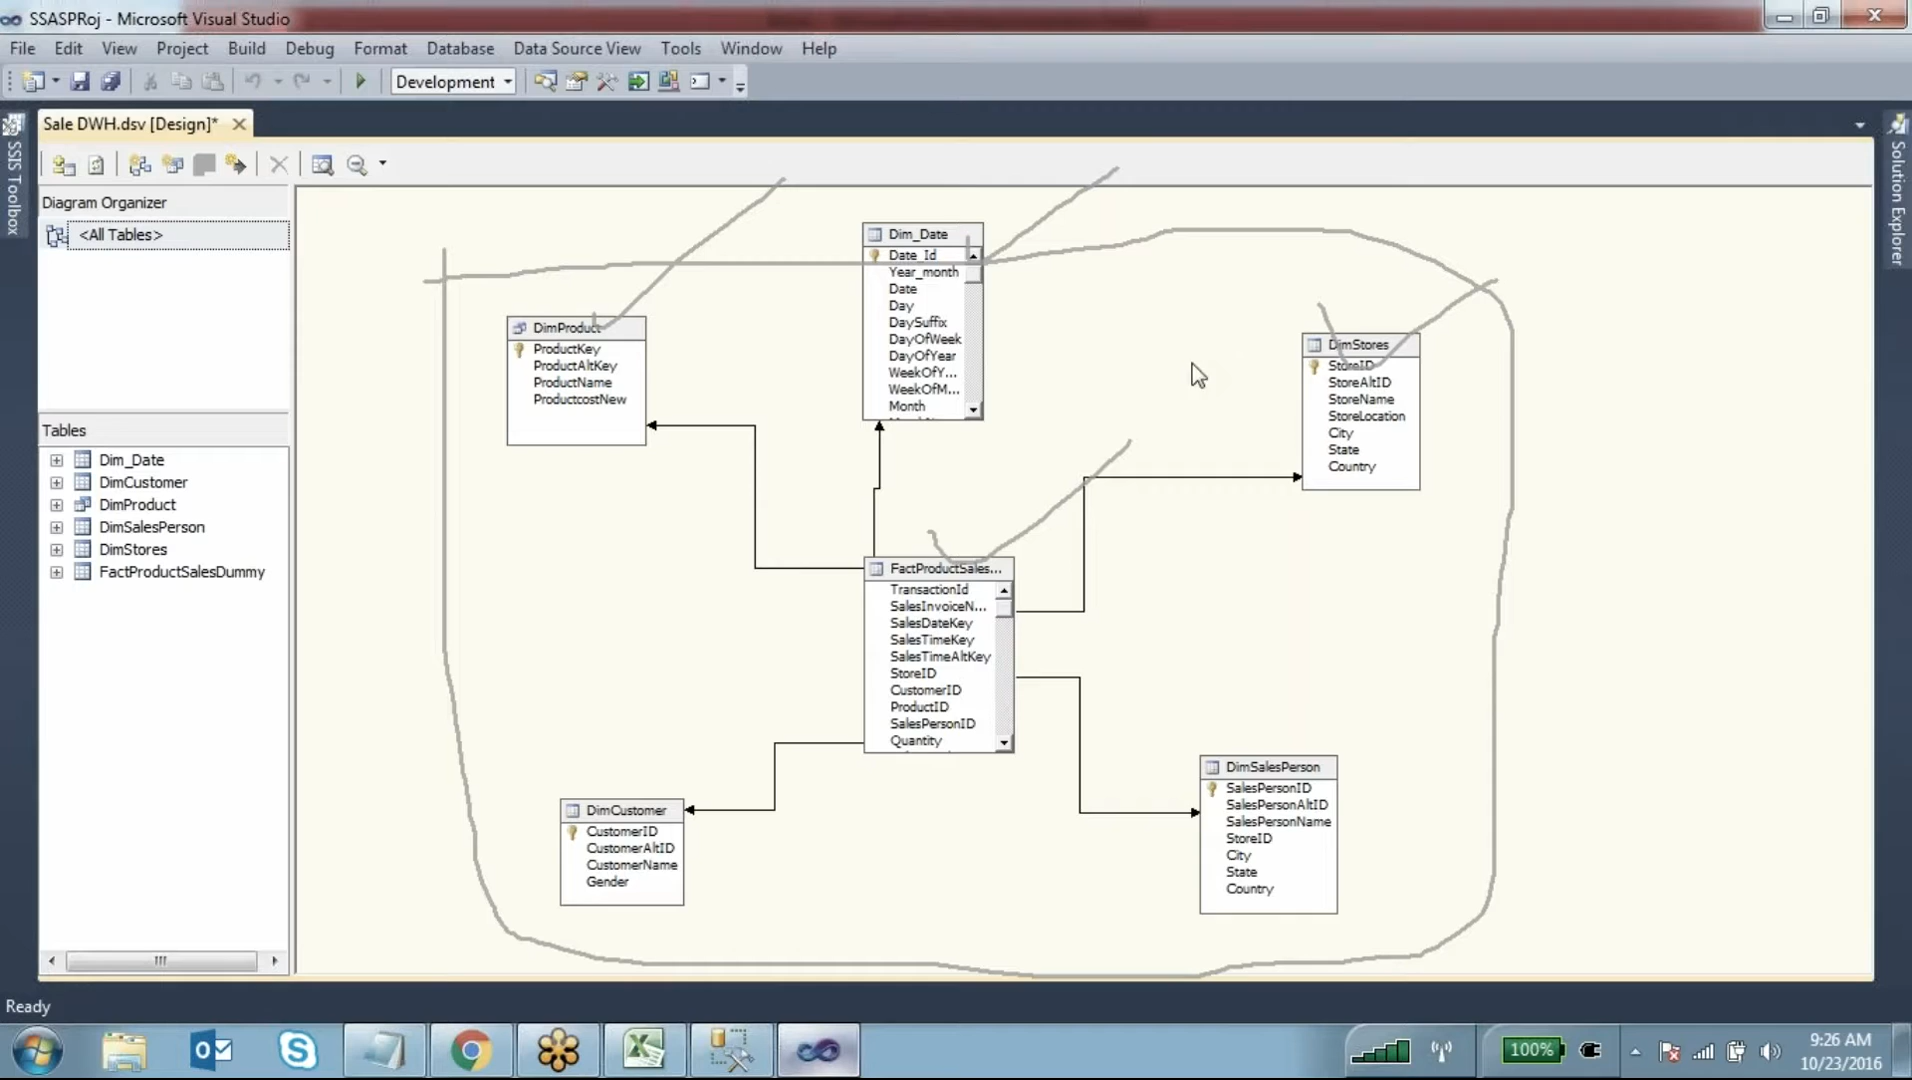 SSASPRoj - Microsoft Visual Studio
File Edit View Project Build Debug Format Database Data Source View Tools Window Help
Development
Sale DWH.dsv [Design]*
SSIS Toolbox
Solution Explorer
Diagram Organizer
<All Tables>
Tables
Dim_Date
DimCustomer
DimProduct
DimSalesPerson
DimStores
FactProductSalesDummy
Dim_Date
Date_Id
Year_month
Date
Day
DaySuffix
DayOfWeek
DayOfYear
WeekOfY...
WeekOfM...
Month
DimProduct
ProductKey
ProductAltKey
ProductName
ProductcostNew
DimStores
StoreID
StoreAltID
StoreName
StoreLocation
City
State
Country
FactProductSales...
TransactionId
SalesInvoiceN...
SalesDateKey
SalesTimeKey
SalesTimeAltKey
StoreID
CustomerID
ProductID
SalesPersonID
Quantity
DimCustomer
CustomerID
CustomerAltID
CustomerName
Gender
DimSalesPerson
SalesPersonID
SalesPersonAltID
SalesPersonName
StoreID
City
State
Country
Ready
100%
9:26 AM
10/23/2016